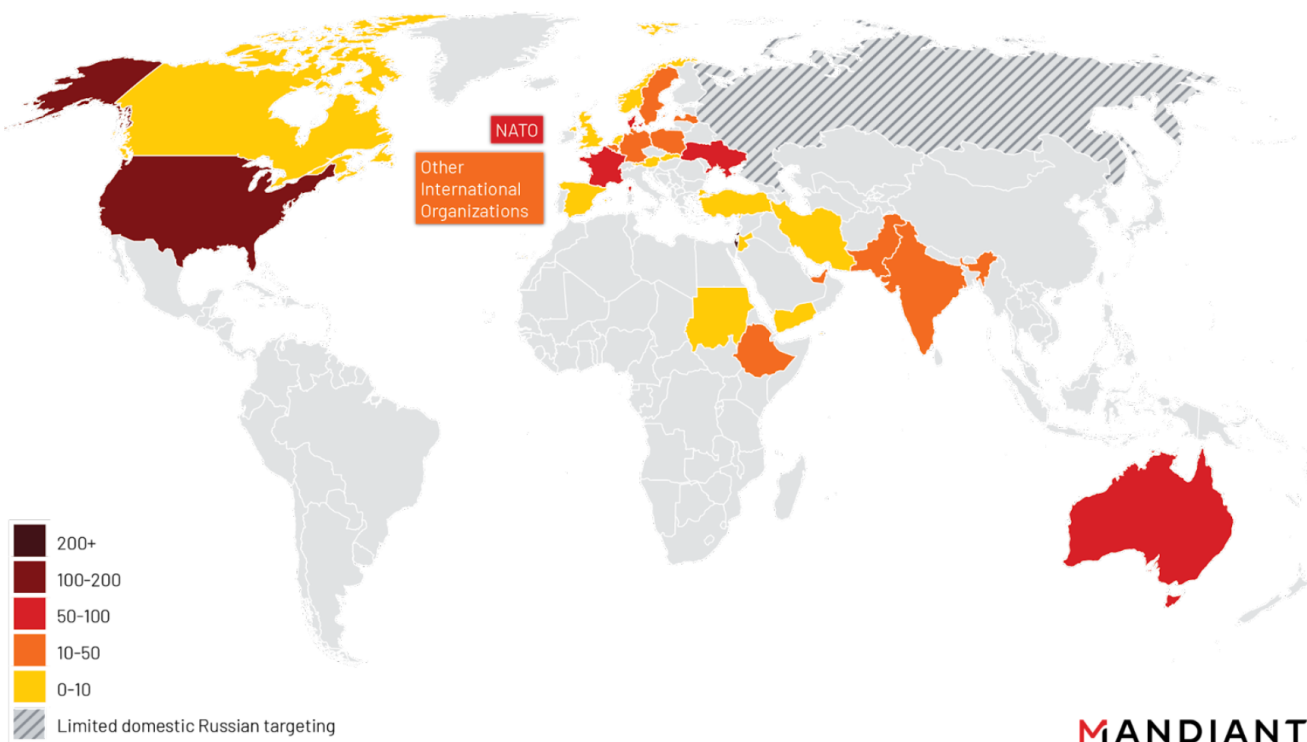 NATO
Other
International
Organizations
200+
100-200
50-100
10-50
0-10
Limited domestic Russian targeting
MANDIANT